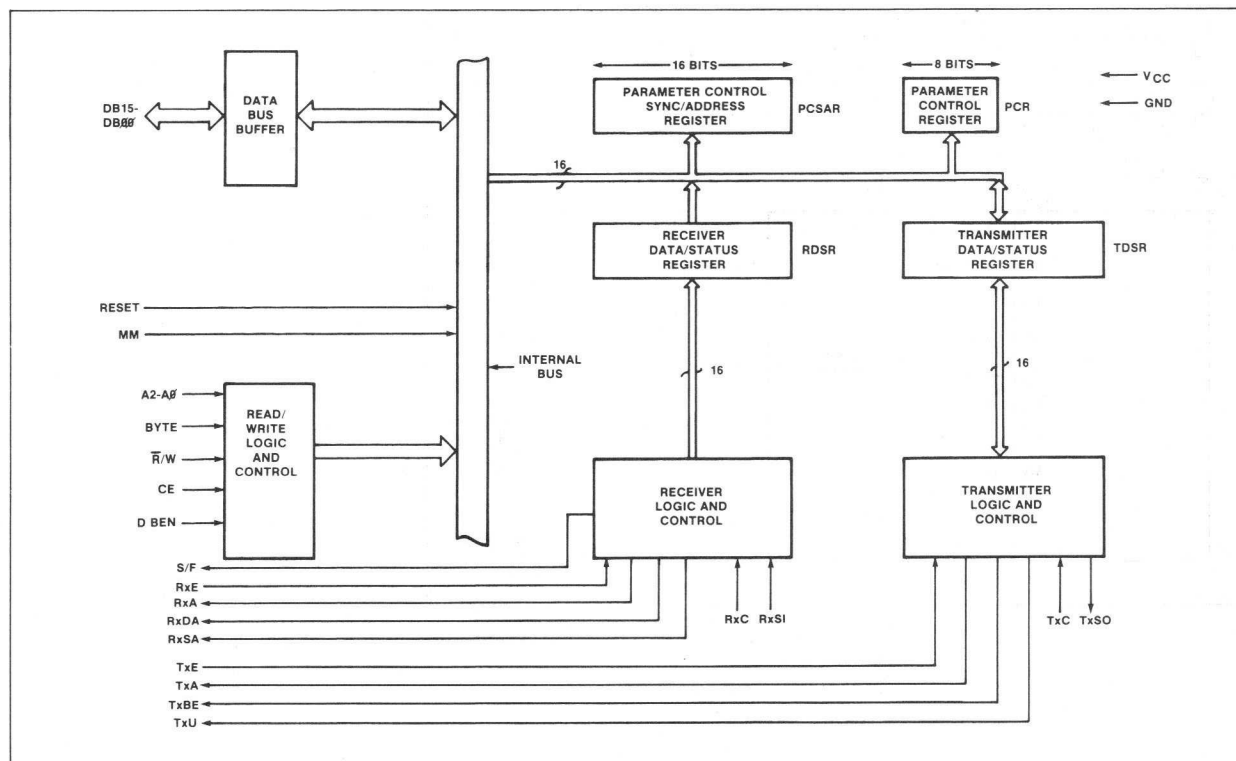 16 BITS
8 BITS
VCC
GND
DB15-
DB00
DATA
BUS
BUFFER
PARAMETER CONTROL
SYNC/ADDRESS
REGISTER
PCSAR
PARAMETER
CONTROL
REGISTER
PCR
16
RECEIVER
DATA/STATUS
REGISTER
RDSR
TRANSMITTER
DATA/STATUS
REGISTER
TDSR
RESET
MM
INTERNAL
BUS
16
16
A2-A0
BYTE
R̅/W
CE
D BEN
READ/
WRITE
LOGIC
AND
CONTROL
RECEIVER
LOGIC AND
CONTROL
TRANSMITTER
LOGIC AND
CONTROL
S/F
RxE
RxA
RxDA
RxSA
RxC
RxSI
TxC
TxSO
TxE
TxA
TxBE
TxU